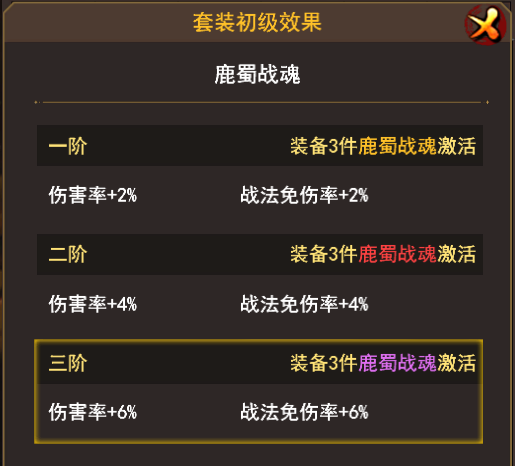 套装初级效果
鹿蜀战魂
一阶 装备3件鹿蜀战魂激活
伤害率+2% 战法免伤率+2%
二阶 装备3件鹿蜀战魂激活
伤害率+4% 战法免伤率+4%
三阶 装备3件鹿蜀战魂激活
伤害率+6% 战法免伤率+6%